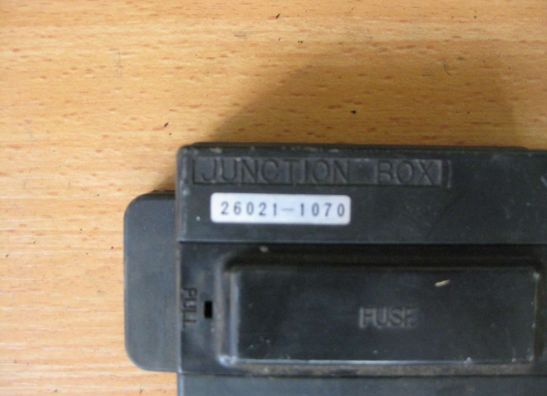 JUNCTION BOX
26021-1070
PULL
FUSE